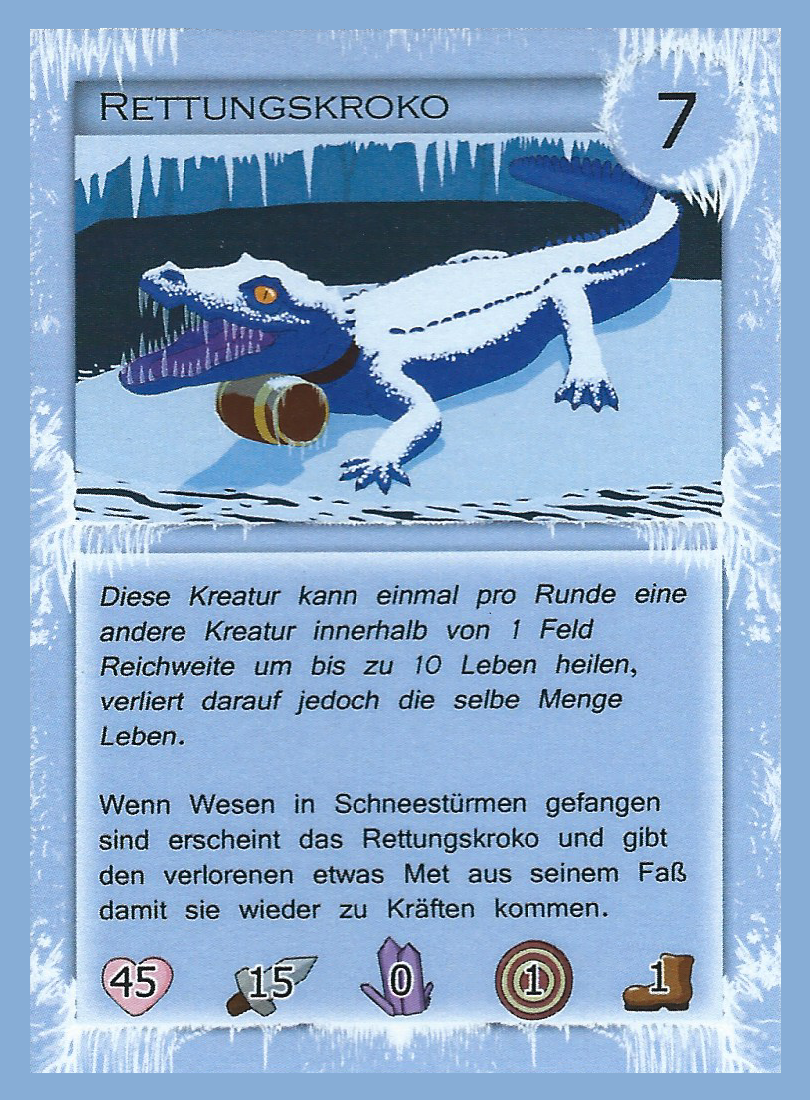 RETTUNGSKROKO
7
Diese Kreatur kann einmal pro Runde eine
andere Kreatur innerhalb von 1 Feld
Reichweite um bis zu 10 Leben heilen,
verliert darauf jedoch die selbe Menge
Leben.
Wenn Wesen in Schneestürmen gefangen
sind erscheint das Rettungskroko und gibt
den verlorenen etwas Met aus seinem Faß
damit sie wieder zu Kräften kommen.
45 15 0 1 1